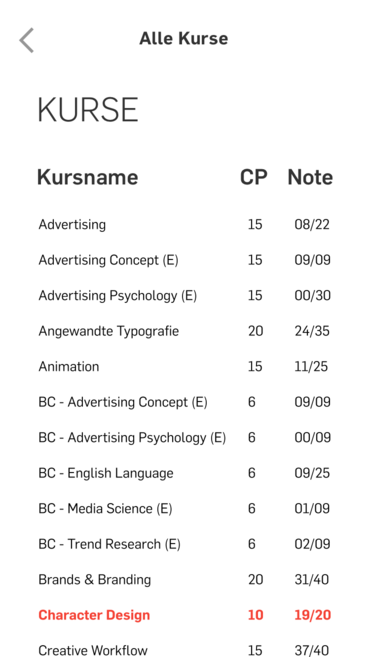 Alle Kurse
KURSE
Kursname CP Note
Advertising 15 08/22
Advertising Concept (E) 15 09/09
Advertising Psychology (E) 15 00/30
Angewandte Typografie 20 24/35
Animation 15 11/25
BC - Advertising Concept (E) 6 09/09
BC - Advertising Psychology (E) 6 00/09
BC - English Language 6 09/25
BC - Media Science (E) 6 01/09
BC - Trend Research (E) 6 02/09
Brands & Branding 20 31/40
Character Design 10 19/20
Creative Workflow 15 37/40